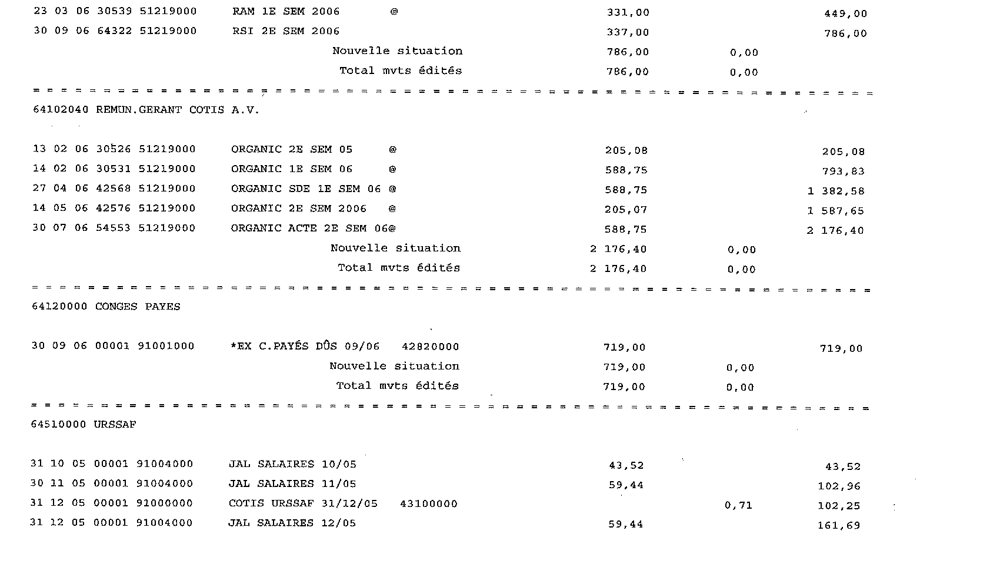 23 03 06 30539 51219000 RAM 1E SEM 2006 @ 331,00 449,00
30 09 06 64322 51219000 RSI 2E SEM 2006 337,00 786,00
Nouvelle situation 786,00 0,00
Total mvts édités 786,00 0,00
= = = = = = = = = = = = = = = = = = = = = = = = = = = = = = = = = = = = = = = = = = = = = = = = = = = = = = = = = = =
64102040 REMUN.GERANT COTIS A.V.
13 02 06 30526 51219000 ORGANIC 2E SEM 05 @ 205,08 205,08
14 02 06 30531 51219000 ORGANIC 1E SEM 06 @ 588,75 793,83
27 04 06 42568 51219000 ORGANIC SDE 1E SEM 06 @ 588,75 1 382,58
14 05 06 42576 51219000 ORGANIC 2E SEM 2006 @ 205,07 1 587,65
30 07 06 54553 51219000 ORGANIC ACTE 2E SEM 06@ 588,75 2 176,40
Nouvelle situation 2 176,40 0,00
Total mvts édités 2 176,40 0,00
= = = = = = = = = = = = = = = = = = = = = = = = = = = = = = = = = = = = = = = = = = = = = = = = = = = = = = = = = = =
64120000 CONGES PAYES
30 09 06 00001 91001000 *EX C.PAYÉS DÛS 09/06 42820000 719,00 719,00
Nouvelle situation 719,00 0,00
Total mvts édités 719,00 0,00
= = = = = = = = = = = = = = = = = = = = = = = = = = = = = = = = = = = = = = = = = = = = = = = = = = = = = = = = = = =
64510000 URSSAF
31 10 05 00001 91004000 JAL SALAIRES 10/05 43,52 43,52
30 11 05 00001 91004000 JAL SALAIRES 11/05 59,44 102,96
31 12 05 00001 91000000 COTIS URSSAF 31/12/05 43100000 0,71 102,25
31 12 05 00001 91004000 JAL SALAIRES 12/05 59,44 161,69